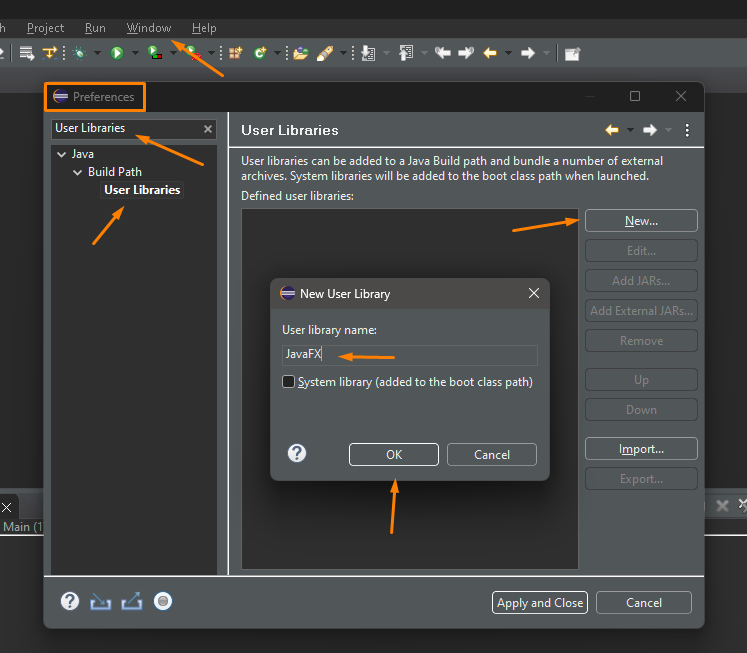 h Project Run Window Help
Preferences
User Libraries
Java
Build Path
User Libraries
User Libraries
User libraries can be added to a Java Build path and bundle a number of external
archives. System libraries will be added to the boot class path when launched.
Defined user libraries:
New...
Edit...
Add JARs...
Add External JARs...
Remove
Up
Down
Import...
Export...
New User Library
User library name:
JavaFX
System library (added to the boot class path)
OK
Cancel
Main (1
Apply and Close
Cancel